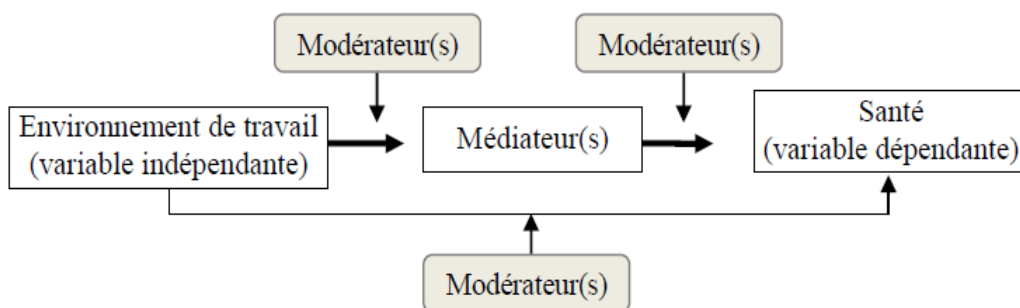 Modérateur(s)
Modérateur(s)
Environnement de travail
(variable indépendante)
Médiateur(s)
Santé
(variable dépendante)
Modérateur(s)